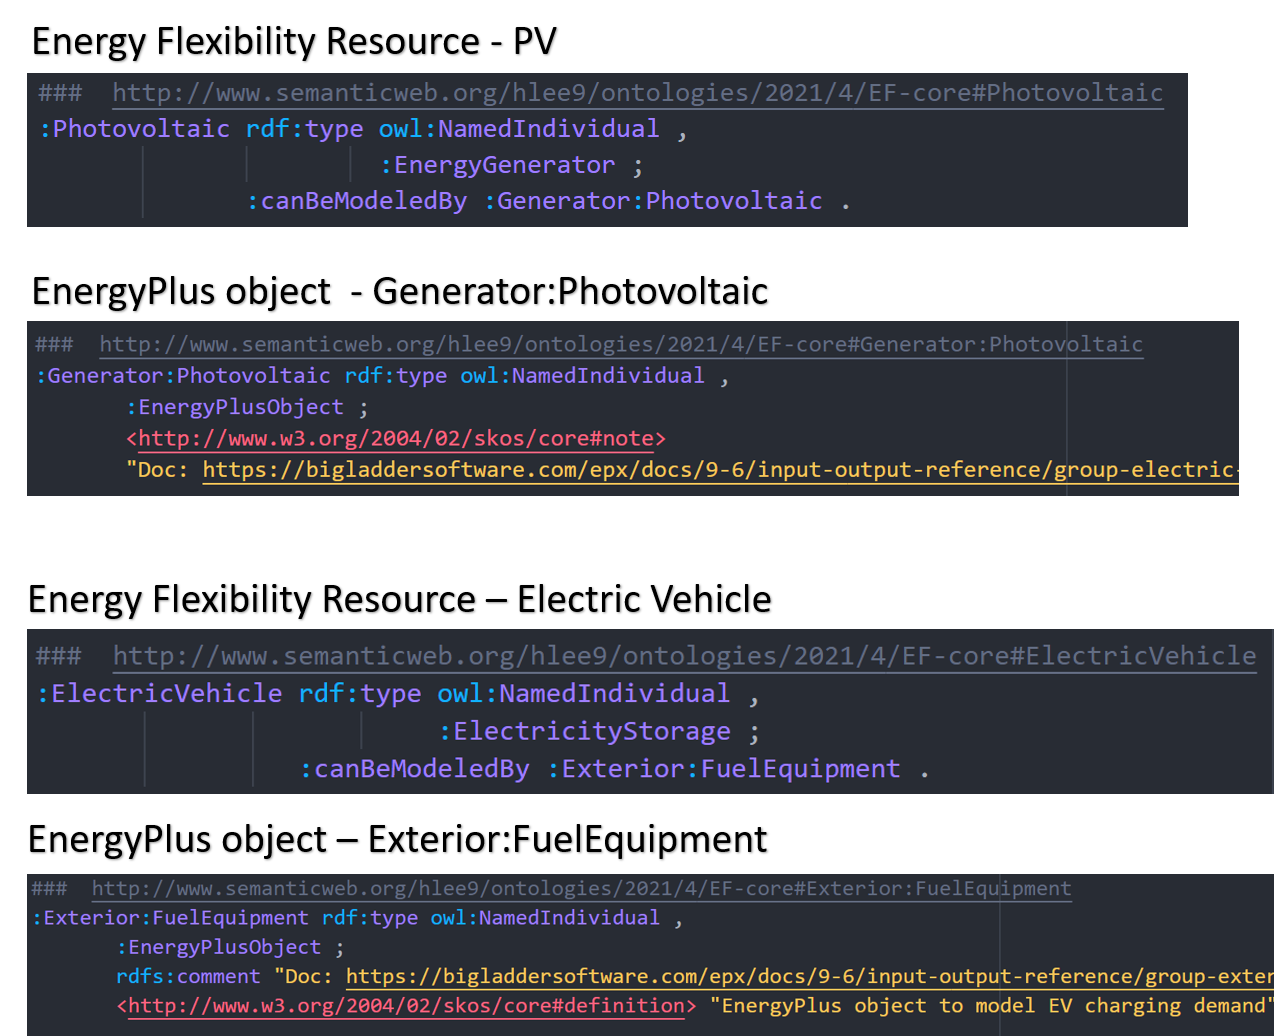 Energy Flexibility Resource - PV
### http://www.semanticweb.org/hlee9/ontologies/2021/4/EF-core#Photovoltaic
:Photovoltaic rdf:type owl:NamedIndividual ,
:EnergyGenerator ;
:canBeModeledBy :Generator:Photovoltaic .
EnergyPlus object - Generator:Photovoltaic
### http://www.semanticweb.org/hlee9/ontologies/2021/4/EF-core#Generator:Photovoltaic
:Generator:Photovoltaic rdf:type owl:NamedIndividual ,
:EnergyPlusObject ;
<http://www.w3.org/2004/02/skos/core#note>
"Doc: https://bigladdersoftware.com/epx/docs/9-6/input-output-reference/group-electric-
Energy Flexibility Resource – Electric Vehicle
### http://www.semanticweb.org/hlee9/ontologies/2021/4/EF-core#ElectricVehicle
:ElectricVehicle rdf:type owl:NamedIndividual ,
:ElectricityStorage ;
:canBeModeledBy :Exterior:FuelEquipment .
EnergyPlus object – Exterior:FuelEquipment
### http://www.semanticweb.org/hlee9/ontologies/2021/4/EF-core#Exterior:FuelEquipment
:Exterior:FuelEquipment rdf:type owl:NamedIndividual ,
:EnergyPlusObject ;
rdfs:comment "Doc: https://bigladdersoftware.com/epx/docs/9-6/input-output-reference/group-exter
<http://www.w3.org/2004/02/skos/core#definition> "EnergyPlus object to model EV charging demand"